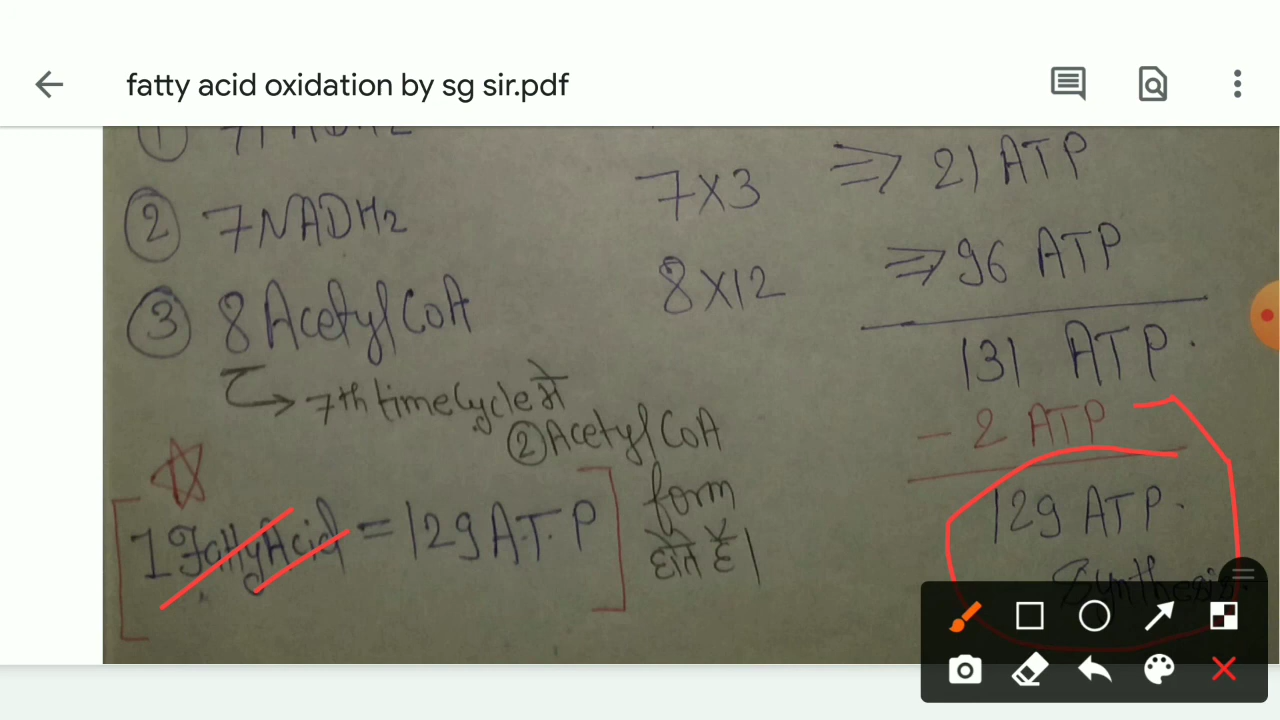 fatty acid oxidation by sg sir.pdf
② 7NADH2 7X3 => 21 ATP
③ 8 Acetyl CoA 8X12 => 96 ATP
131 ATP.
→ 7th time Cycle में
② Acetyl CoA
form
होते हैं।
- 2 ATP
129 ATP.
Synthesis.
[1 Fatty Acid = 129 A.T.P]